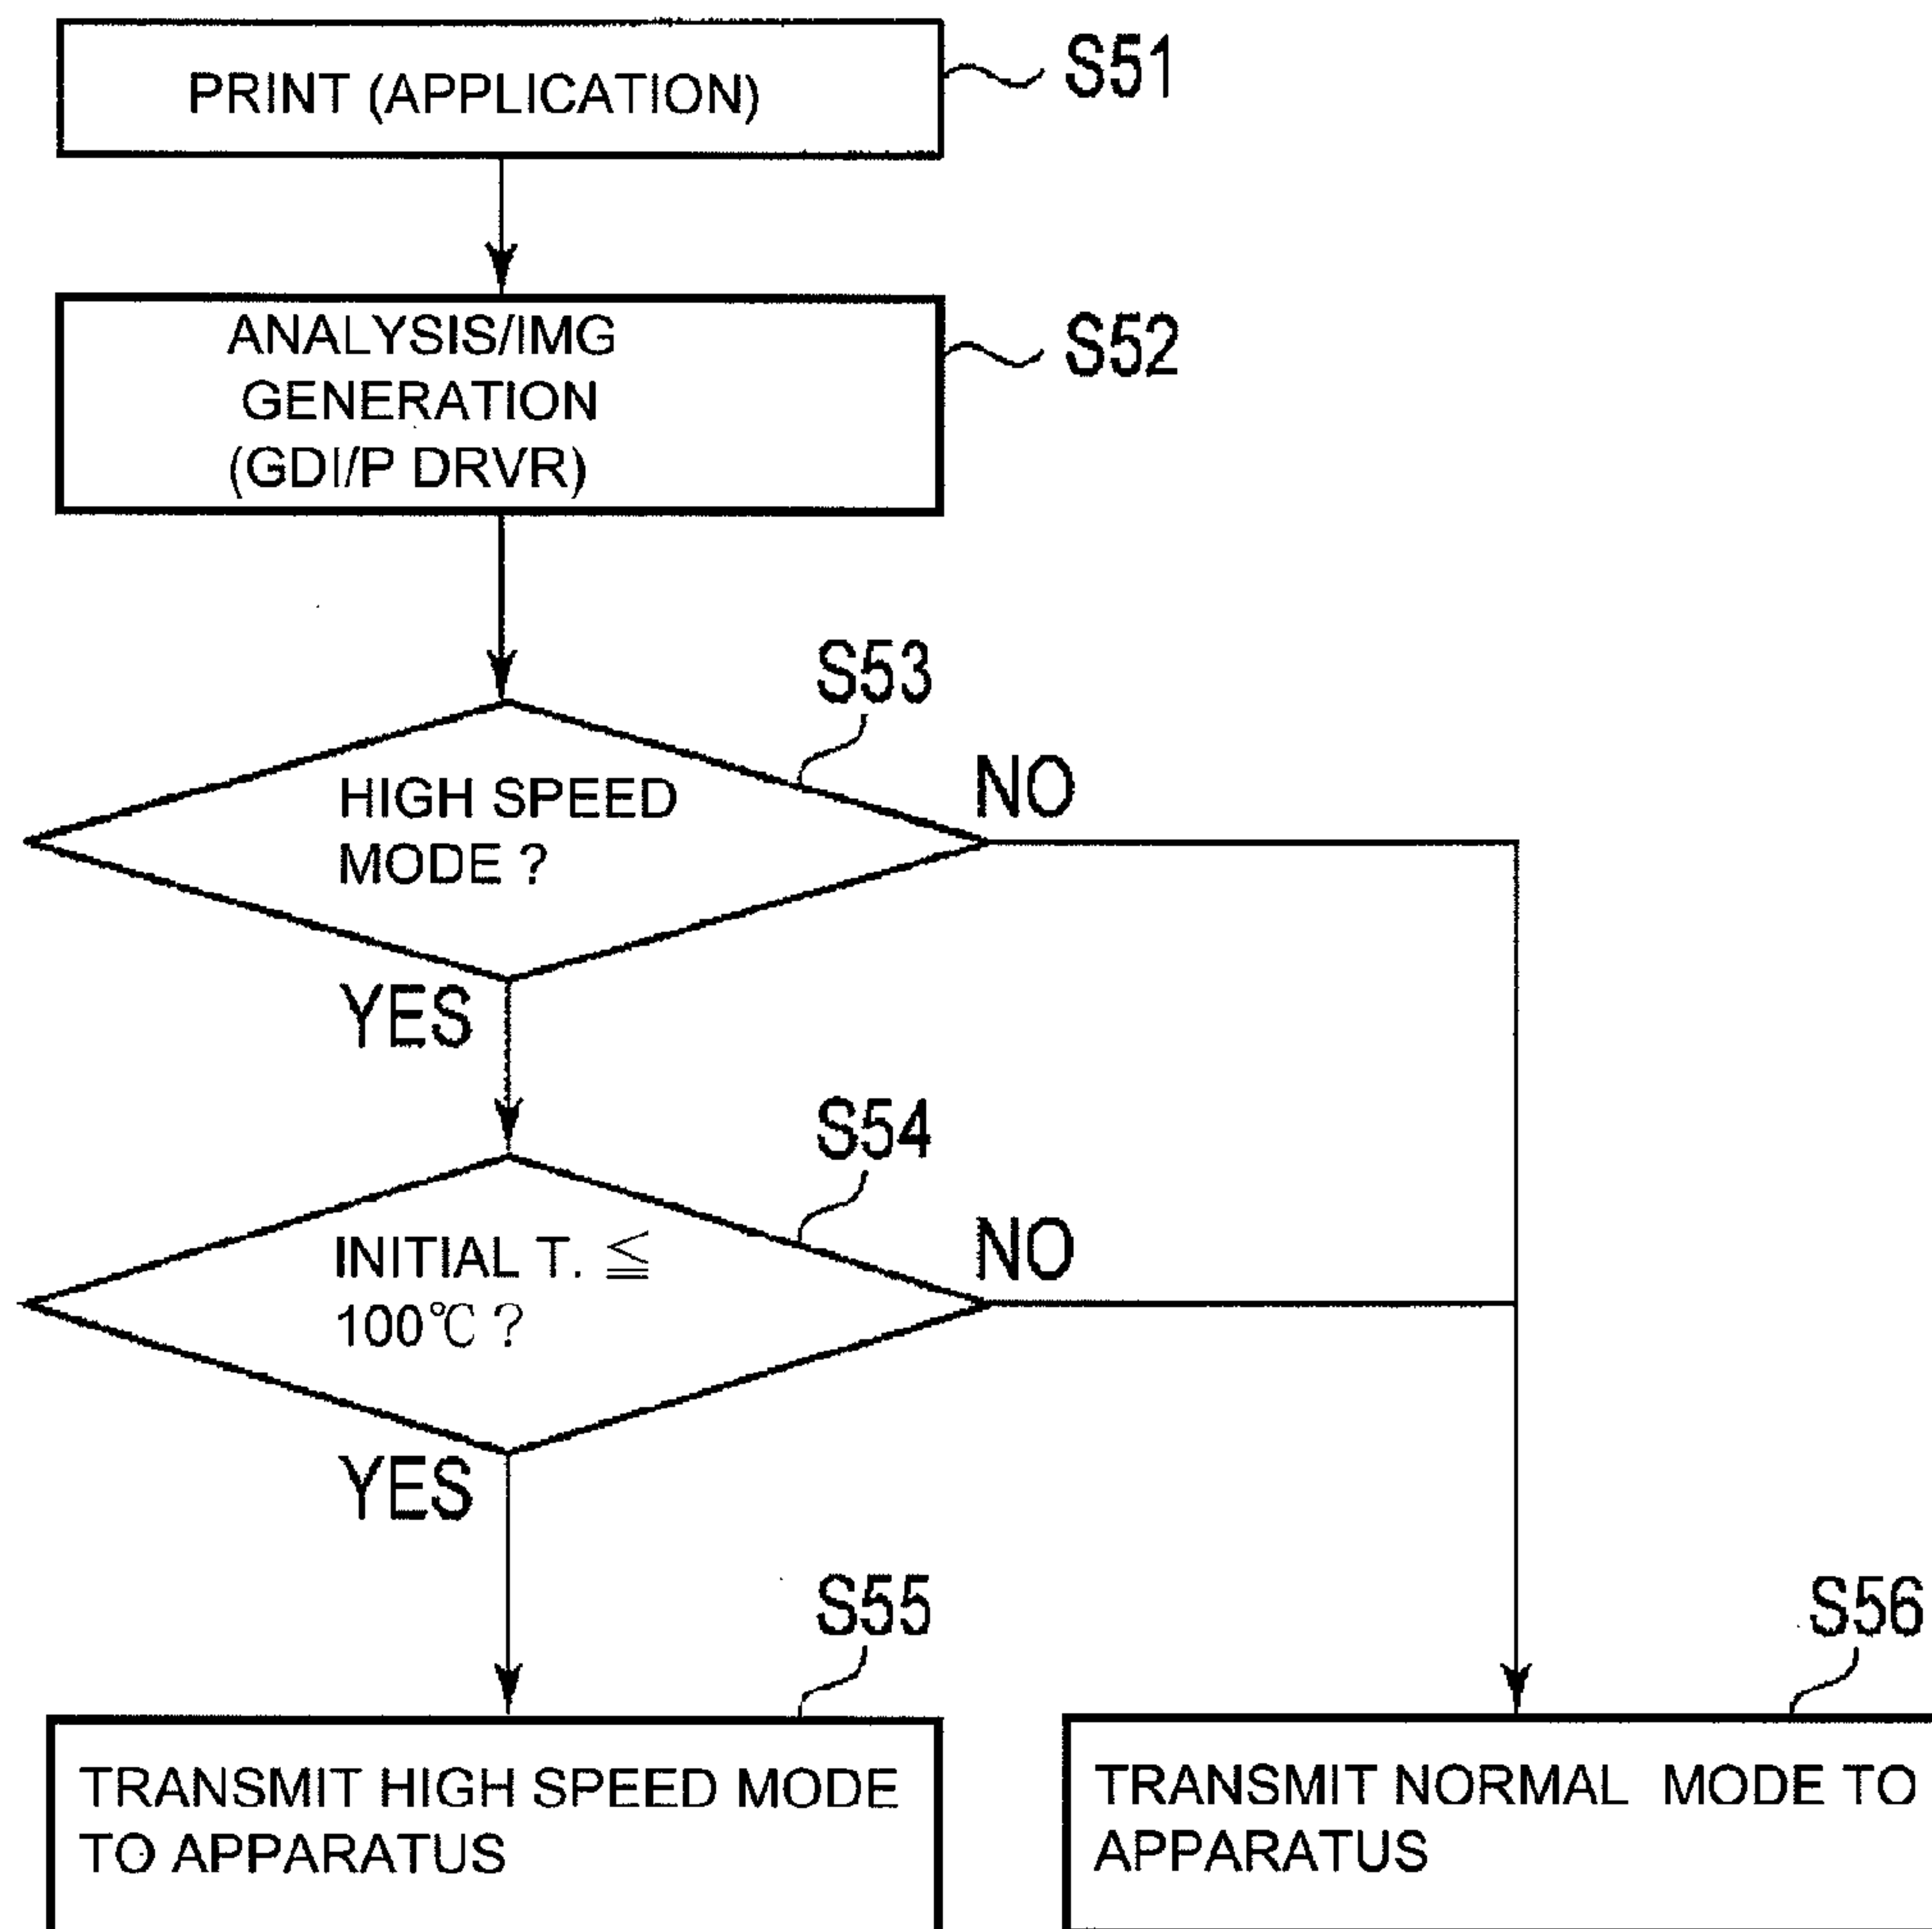 PRINT (APPLICATION)
S51
ANALYSIS/IMG
GENERATION
(GDI/P DRVR)
S52
S53
HIGH SPEED
MODE ?
NO
YES
S54
INITIAL T. ≦
100℃ ?
NO
YES
S55
TRANSMIT HIGH SPEED MODE
TO APPARATUS
S56
TRANSMIT NORMAL MODE TO
APPARATUS